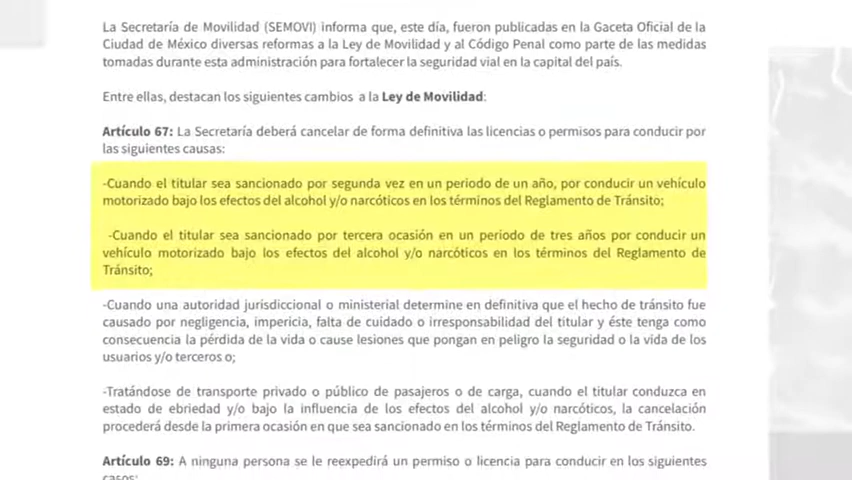 La Secretaría de Movilidad (SEMOVI) informa que, este día, fueron publicadas en la Gaceta Oficial de la
Ciudad de México diversas reformas a la Ley de Movilidad y al Código Penal como parte de las medidas
tomadas durante esta administración para fortalecer la seguridad vial en la capital del país.
Entre ellas, destacan los siguientes cambios a la Ley de Movilidad:
Artículo 67: La Secretaría deberá cancelar de forma definitiva las licencias o permisos para conducir por
las siguientes causas:
-Cuando el titular sea sancionado por segunda vez en un periodo de un año, por conducir un vehículo
motorizado bajo los efectos del alcohol y/o narcóticos en los términos del Reglamento de Tránsito;
-Cuando el titular sea sancionado por tercera ocasión en un periodo de tres años por conducir un
vehículo motorizado bajo los efectos del alcohol y/o narcóticos en los términos del Reglamento de
Tránsito;
-Cuando una autoridad jurisdiccional o ministerial determine en definitiva que el hecho de tránsito fue
causado por negligencia, impericia, falta de cuidado o irresponsabilidad del titular y éste tenga como
consecuencia la pérdida de la vida o cause lesiones que pongan en peligro la seguridad o la vida de los
usuarios y/o terceros o;
-Tratándose de transporte privado o público de pasajeros o de carga, cuando el titular conduzca en
estado de ebriedad y/o bajo la influencia de los efectos del alcohol y/o narcóticos, la cancelación
procederá desde la primera ocasión en que sea sancionado en los términos del Reglamento de Tránsito.
Artículo 69: A ninguna persona se le reexpedirá un permiso o licencia para conducir en los siguientes
casos: